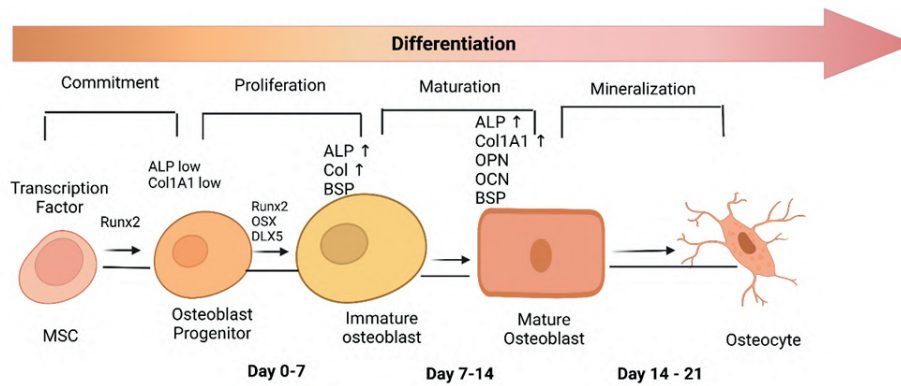 Differentiation
Commitment
Proliferation
Maturation
Mineralization
ALP low
Col1A1 low
ALP ↑
Col ↑
BSP
ALP ↑
Col1A1 ↑
OPN
OCN
BSP
Transcription
Factor
Runx2
Runx2
OSX
DLX5
MSC
Osteoblast
Progenitor
Immature
osteoblast
Mature
Osteoblast
Osteocyte
Day 0-7
Day 7-14
Day 14 - 21